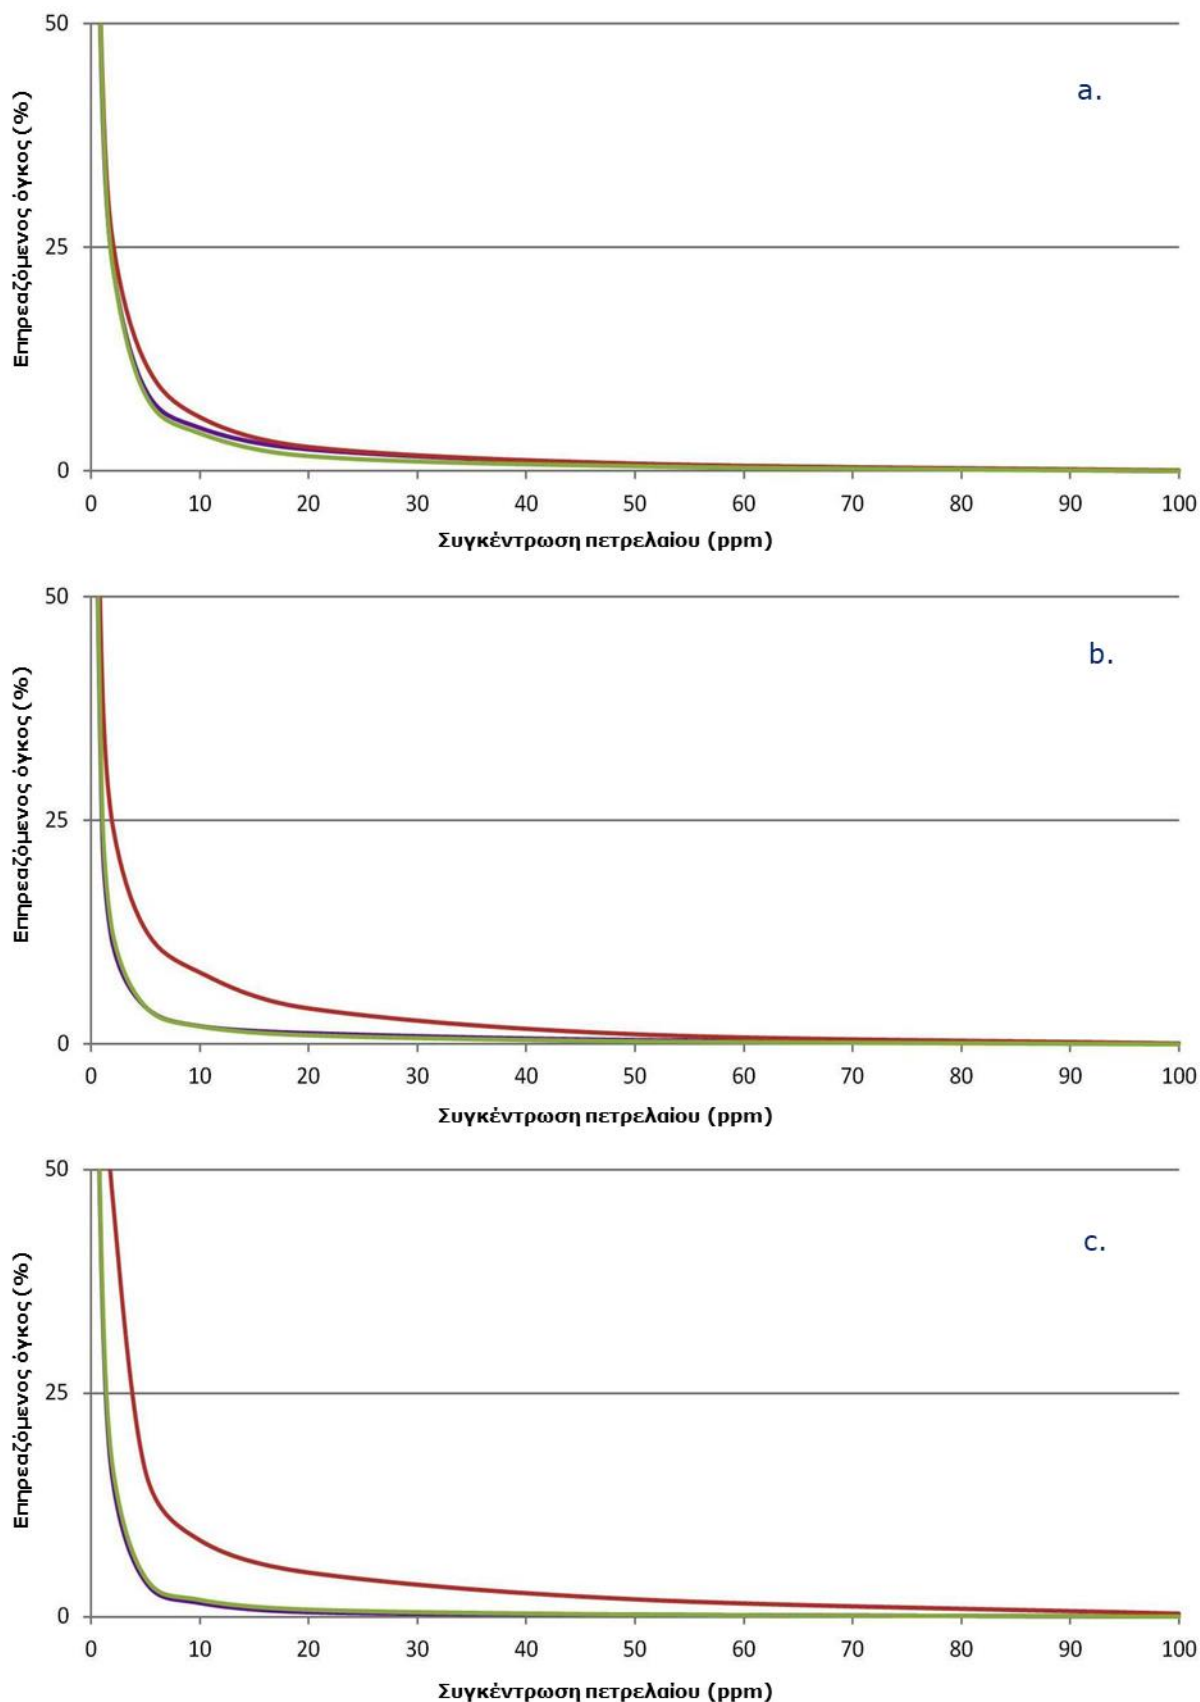 50
a.
Επηρεαζόμενος όγκος (%)
25
0
0 10 20 30 40 50 60 70 80 90 100
Συγκέντρωση πετρελαίου (ppm)
50
b.
Επηρεαζόμενος όγκος (%)
25
0
0 10 20 30 40 50 60 70 80 90 100
Συγκέντρωση πετρελαίου (ppm)
50
c.
Επηρεαζόμενος όγκος (%)
25
0
0 10 20 30 40 50 60 70 80 90 100
Συγκέντρωση πετρελαίου (ppm)